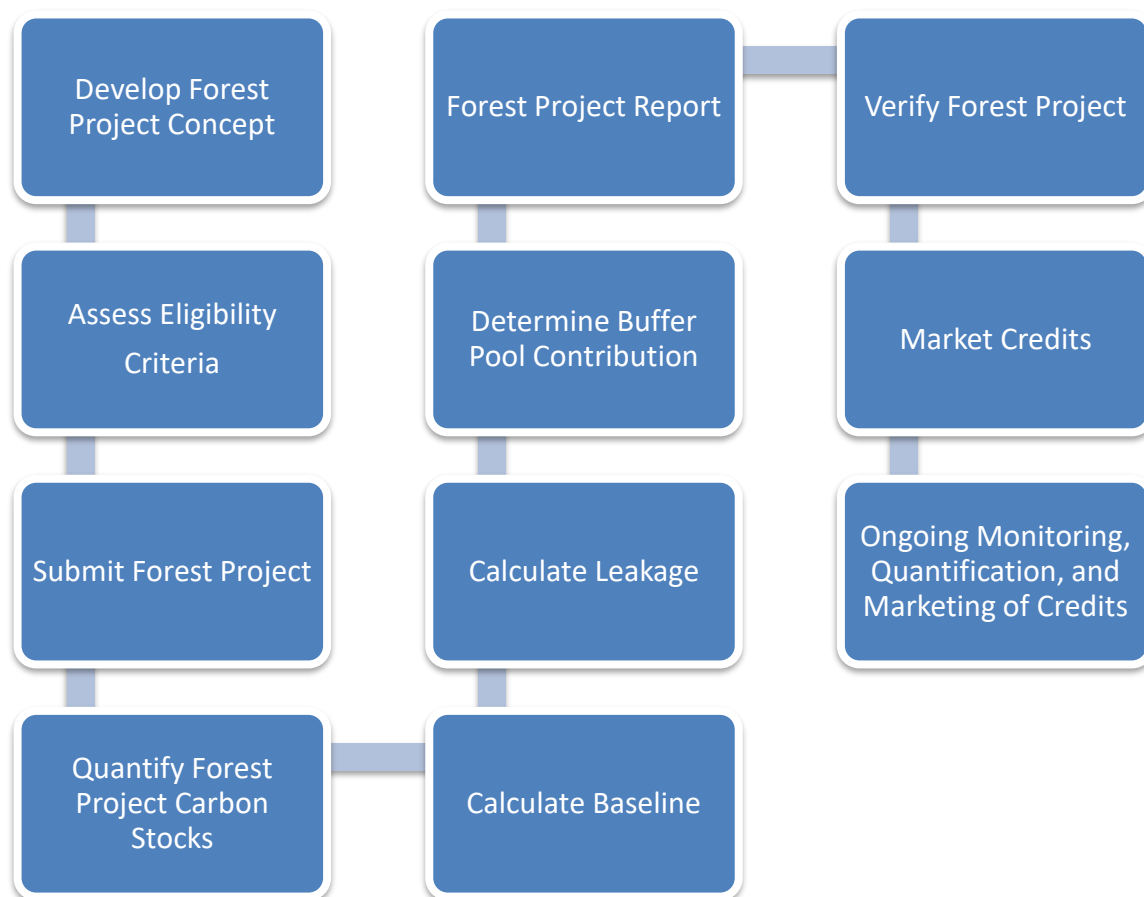 Develop Forest
Project Concept
Assess Eligibility
Criteria
Submit Forest Project
Quantify Forest
Project Carbon
Stocks
Calculate Baseline
Calculate Leakage
Determine Buffer
Pool Contribution
Forest Project Report
Verify Forest Project
Market Credits
Ongoing Monitoring,
Quantification, and
Marketing of Credits